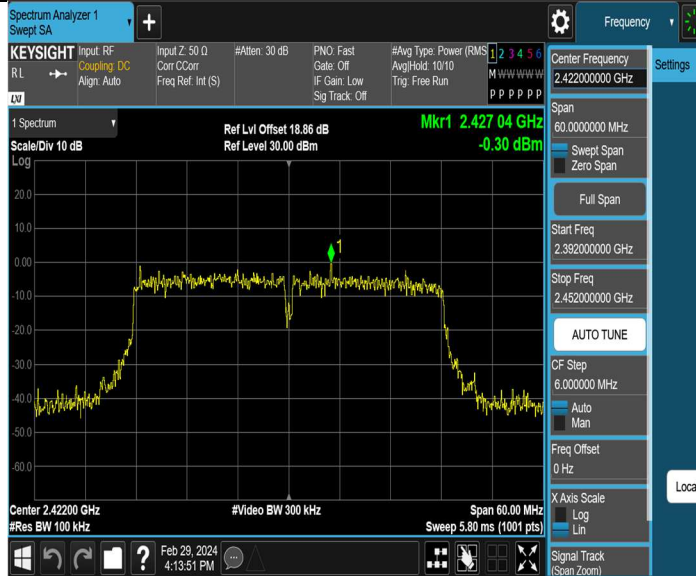 Spectrum Analyzer 1
Swept SA
Frequency
KEYSIGHT
Input: RF
Coupling: DC
Align: Auto
Input Z: 50 Ω
Corr CCorr
Freq Ref: Int (S)
#Atten: 30 dB
PNO: Fast
Gate: Off
IF Gain: Low
Sig Track: Off
#Avg Type: Power (RMS
Avg|Hold: 10/10
Trig: Free Run
1 2 3 4 5 6
M W W W W W
P P P P P P
R L
LXI
1 Spectrum
Scale/Div 10 dB
Log
Ref Lvl Offset 18.86 dB
Ref Level 30.00 dBm
Mkr1 2.427 04 GHz
-0.30 dBm
20.0
10.0
0.00
-10.0
-20.0
-30.0
-40.0
-50.0
-60.0
1
Center 2.42200 GHz
#Res BW 100 kHz
#Video BW 300 kHz
Span 60.00 MHz
Sweep 5.80 ms (1001 pts)
Feb 29, 2024
4:13:51 PM
Center Frequency
2.422000000 GHz
Settings
Span
60.0000000 MHz
Swept Span
Zero Span
Full Span
Start Freq
2.392000000 GHz
Stop Freq
2.452000000 GHz
AUTO TUNE
CF Step
6.000000 MHz
Auto
Man
Freq Offset
0 Hz
Loca
X Axis Scale
Log
Lin
Signal Track
(Span Zoom)